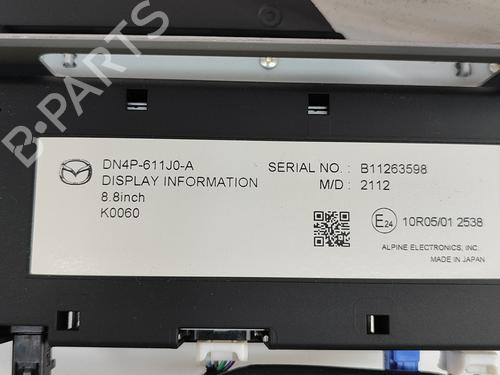 B-PARTS
DN4P-611J0-A
DISPLAY INFORMATION
8.8inch
K0060
SERIAL NO. : B11263598
M/D : 2112
E24 10R05/01 2538
ALPINE ELECTRONICS, INC.
MADE IN JAPAN